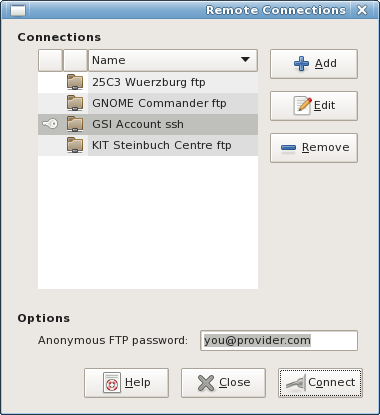 Remote Connections
Connections
Name
25C3 Wuerzburg ftp
GNOME Commander ftp
GSI Account ssh
KIT Steinbuch Centre ftp
Add
Edit
Remove
Options
Anonymous FTP password: you@provider.com
Help Close Connect